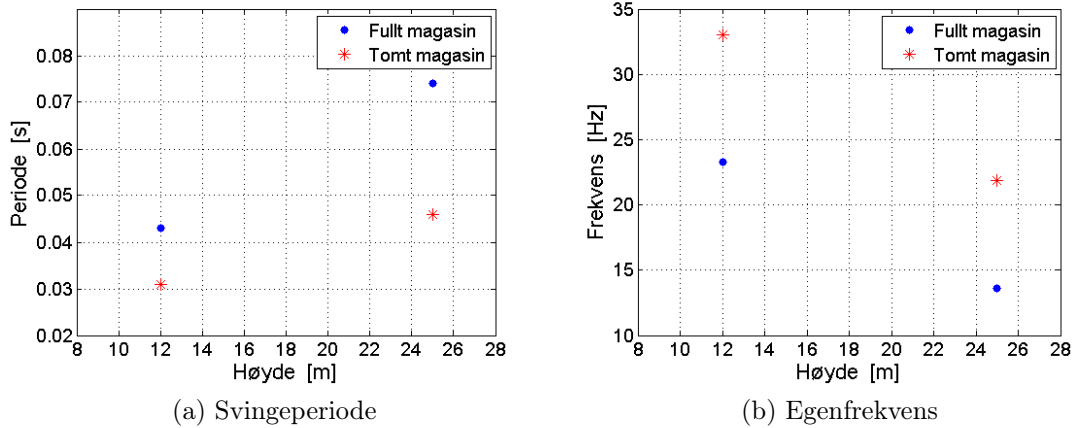 0.08
0.07
0.06
0.05
0.04
0.03
0.02
Periode [s]
8 10 12 14 16 18 20 22 24 26 28
Høyde [m]
Fullt magasin
Tomt magasin
(a) Svingeperiode
35
30
25
20
15
10
Frekvens [Hz]
8 10 12 14 16 18 20 22 24 26 28
Høyde [m]
Fullt magasin
Tomt magasin
(b) Egenfrekvens